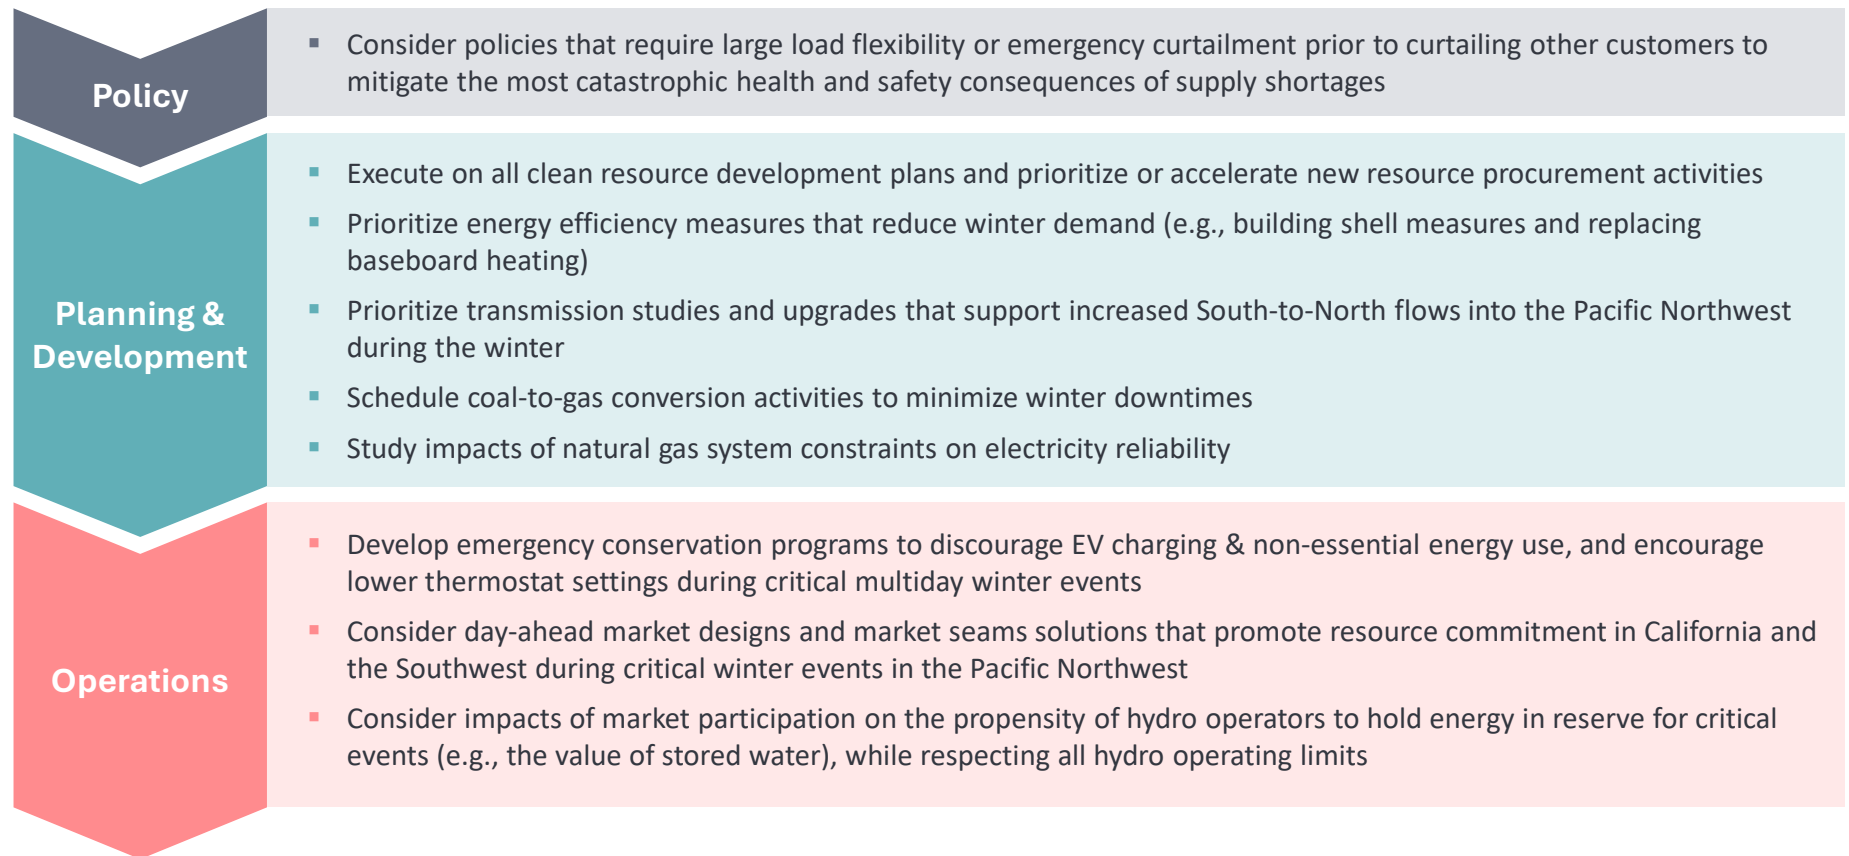 Policy
▪ Consider policies that require large load flexibility or emergency curtailment prior to curtailing other customers to
mitigate the most catastrophic health and safety consequences of supply shortages
Planning &
Development
▪ Execute on all clean resource development plans and prioritize or accelerate new resource procurement activities
▪ Prioritize energy efficiency measures that reduce winter demand (e.g., building shell measures and replacing
baseboard heating)
▪ Prioritize transmission studies and upgrades that support increased South-to-North flows into the Pacific Northwest
during the winter
▪ Schedule coal-to-gas conversion activities to minimize winter downtimes
▪ Study impacts of natural gas system constraints on electricity reliability
Operations
▪ Develop emergency conservation programs to discourage EV charging & non-essential energy use, and encourage
lower thermostat settings during critical multiday winter events
▪ Consider day-ahead market designs and market seams solutions that promote resource commitment in California and
the Southwest during critical winter events in the Pacific Northwest
▪ Consider impacts of market participation on the propensity of hydro operators to hold energy in reserve for critical
events (e.g., the value of stored water), while respecting all hydro operating limits